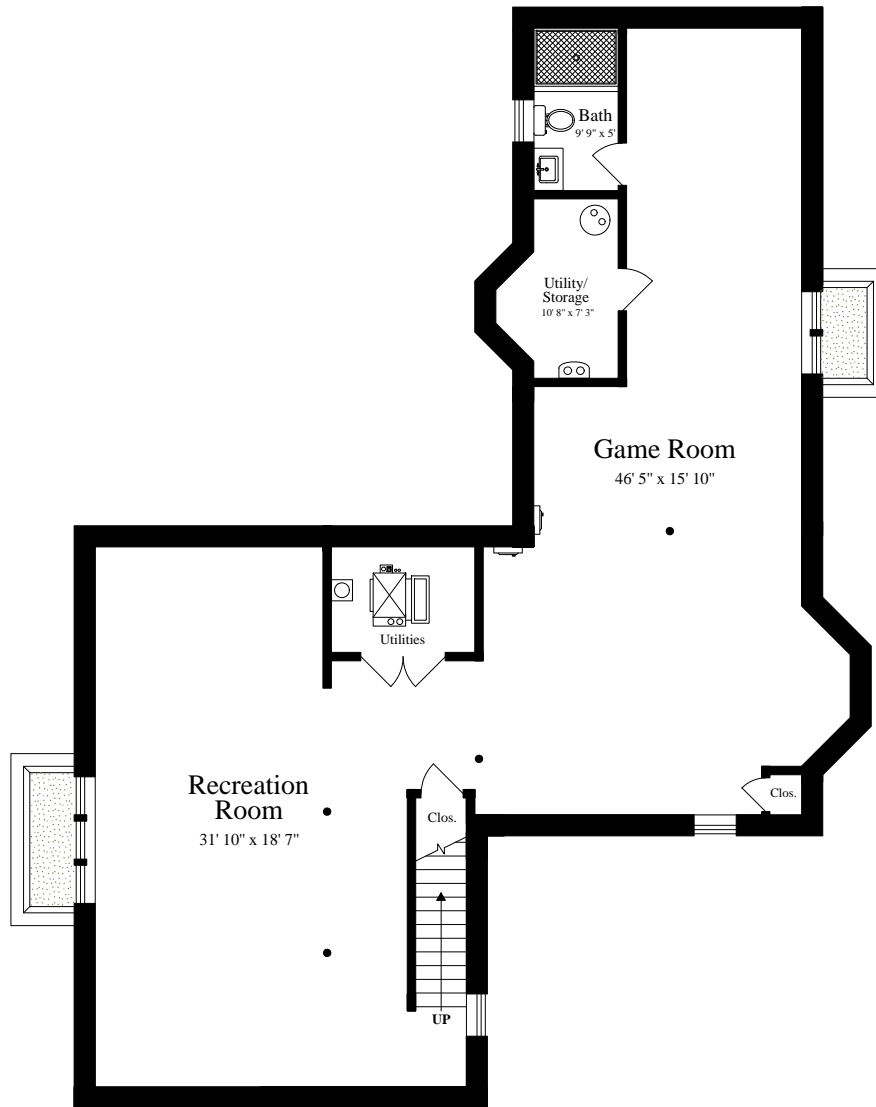 Bath
9' 9" x 5'
Utility/
Storage
10' 8" x 7' 3"
Game Room
46' 5" x 15' 10"
Utilities
Recreation
Room
31' 10" x 18' 7"
Clos.
Clos.
UP